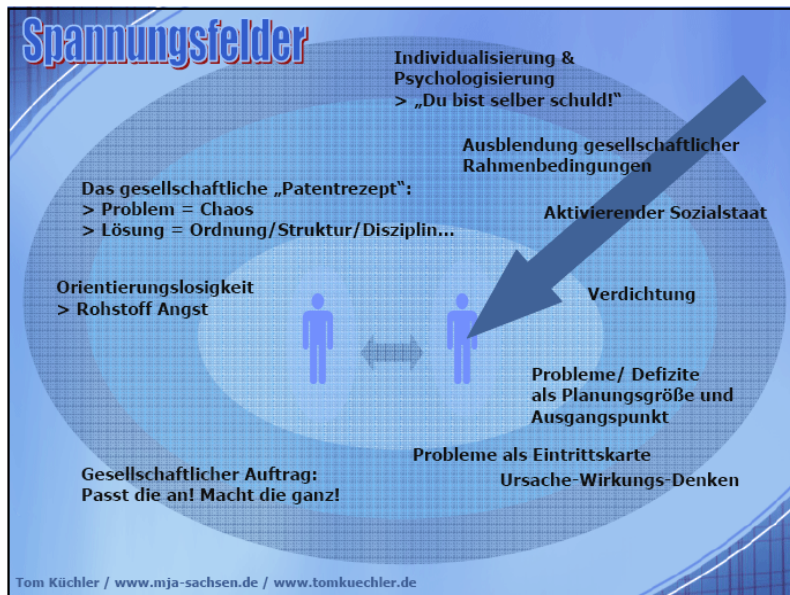 Spannungsfelder
Individualisierung &
Psychologisierung
> „Du bist selber schuld!“
Ausblendung gesellschaftlicher
Rahmenbedingungen
Das gesellschaftliche „Patentrezept“:
> Problem = Chaos
> Lösung = Ordnung/Struktur/Disziplin...
Aktivierender Sozialstaat
Orientierungslosigkeit
> Rohstoff Angst
Verdichtung
Probleme/ Defizite
als Planungsgröße und
Ausgangspunkt
Probleme als Eintrittskarte
Gesellschaftlicher Auftrag:
Passt die an! Macht die ganz!
Ursache-Wirkungs-Denken
Tom Küchler / www.mja-sachsen.de / www.tomkuechler.de